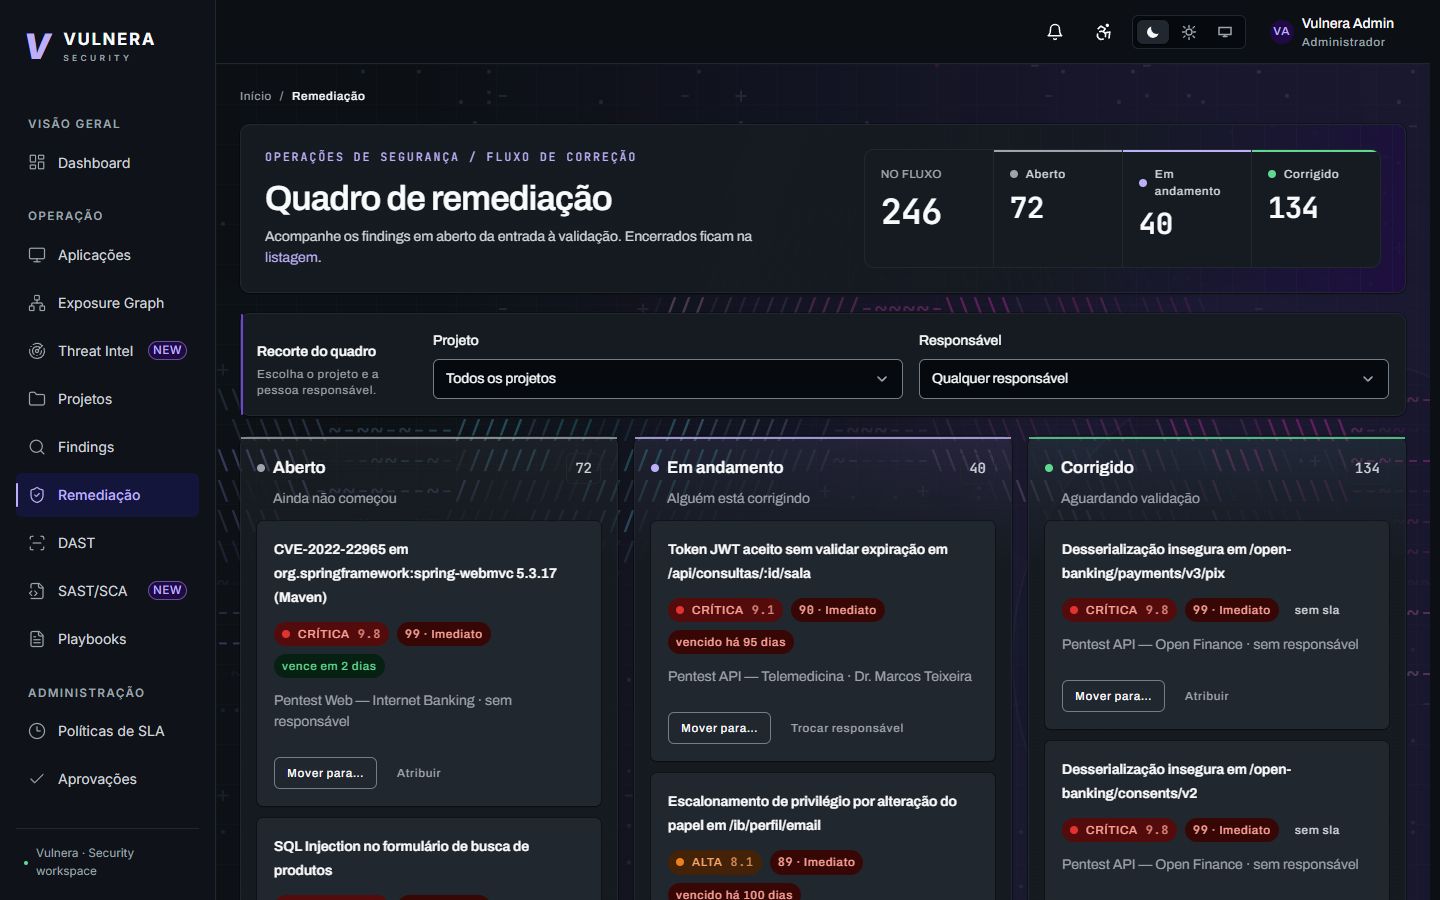 VULNERA
SECURITY
VISÃO GERAL
Dashboard
OPERAÇÃO
Aplicações
Exposure Graph
Threat Intel NEW
Projetos
Findings
Remediação
DAST
SAST/SCA NEW
Playbooks
ADMINISTRAÇÃO
Políticas de SLA
Aprovações
Vulnera · Security
workspace
VA
Vulnera Admin
Administrador
Início / Remediação
OPERAÇÕES DE SEGURANÇA / FLUXO DE CORREÇÃO
Quadro de remediação
Acompanhe os findings em aberto da entrada à validação. Encerrados ficam na
listagem.
NO FLUXO
246
Aberto
72
Em
andamento
40
Corrigido
134
Recorte do quadro
Escolha o projeto e a
pessoa responsável.
Projeto
Todos os projetos
Responsável
Qualquer responsável
Aberto 72
Ainda não começou
CVE-2022-22965 em
org.springframework:spring-webmvc 5.3.17
(Maven)
CRÍTICA 9.8 99 · Imediato
vence em 2 dias
Pentest Web — Internet Banking · sem
responsável
Mover para... Atribuir
SQL Injection no formulário de busca de
produtos
Em andamento 40
Alguém está corrigindo
Token JWT aceito sem validar expiração em
/api/consultas/:id/sala
CRÍTICA 9.1 90 · Imediato
vencido há 95 dias
Pentest API — Telemedicina · Dr. Marcos Teixeira
Mover para... Trocar responsável
Escalonamento de privilégio por alteração do
papel em /ib/perfil/email
ALTA 8.1 89 · Imediato
vencido há 100 dias
Corrigido 134
Aguardando validação
Desserialização insegura em /open-
banking/payments/v3/pix
CRÍTICA 9.8 99 · Imediato sem sla
Pentest API — Open Finance · sem responsável
Mover para... Atribuir
Desserialização insegura em /open-
banking/consents/v2
CRÍTICA 9.8 99 · Imediato sem sla
Pentest API — Open Finance · sem responsável